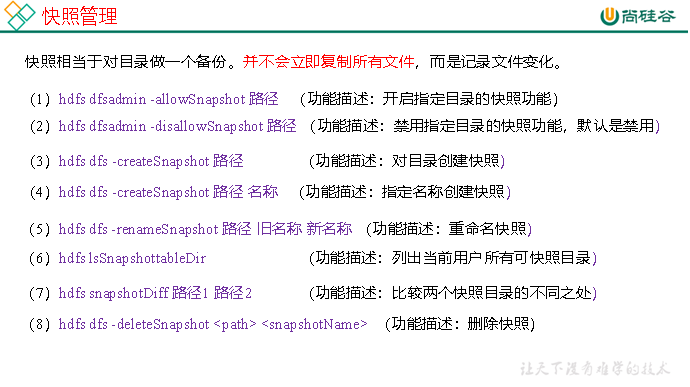 快照管理
尚硅谷
快照相当于对目录做一个备份。并不会立即复制所有文件，而是记录文件变化。
（1）hdfs dfsadmin -allowSnapshot 路径 （功能描述：开启指定目录的快照功能）
（2）hdfs dfsadmin -disallowSnapshot 路径 （功能描述：禁用指定目录的快照功能，默认是禁用）
（3）hdfs dfs -createSnapshot 路径 （功能描述：对目录创建快照）
（4）hdfs dfs -createSnapshot 路径 名称 （功能描述：指定名称创建快照）
（5）hdfs dfs -renameSnapshot 路径 旧名称 新名称 （功能描述：重命名快照）
（6）hdfs lsSnapshottableDir （功能描述：列出当前用户所有可快照目录）
（7）hdfs snapshotDiff 路径1 路径2 （功能描述：比较两个快照目录的不同之处）
（8）hdfs dfs -deleteSnapshot <path> <snapshotName> （功能描述：删除快照）
让天下没有难学的技术